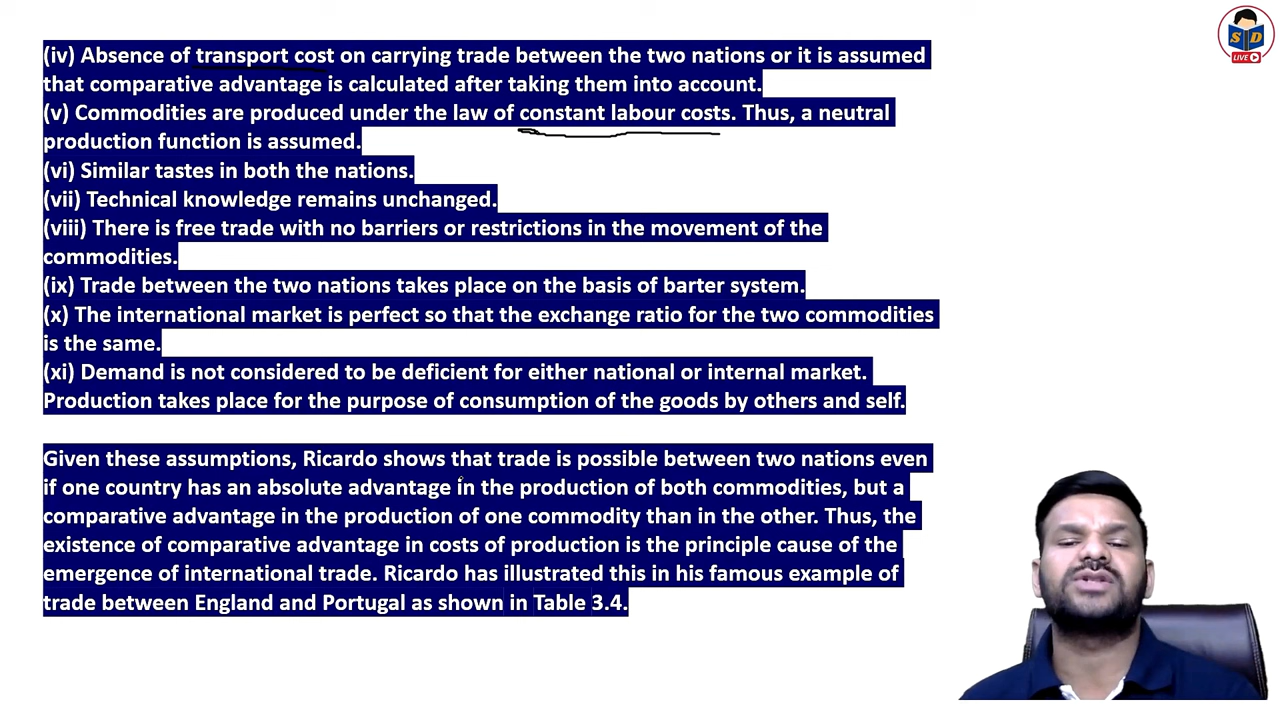 S D
LIVE
(iv) Absence of transport cost on carrying trade between the two nations or it is assumed
that comparative advantage is calculated after taking them into account.
(v) Commodities are produced under the law of constant labour costs. Thus, a neutral
production function is assumed.
(vi) Similar tastes in both the nations.
(vii) Technical knowledge remains unchanged.
(viii) There is free trade with no barriers or restrictions in the movement of the
commodities.
(ix) Trade between the two nations takes place on the basis of barter system.
(x) The international market is perfect so that the exchange ratio for the two commodities
is the same.
(xi) Demand is not considered to be deficient for either national or internal market.
Production takes place for the purpose of consumption of the goods by others and self.
Given these assumptions, Ricardo shows that trade is possible between two nations even
if one country has an absolute advantage in the production of both commodities, but a
comparative advantage in the production of one commodity than in the other. Thus, the
existence of comparative advantage in costs of production is the principle cause of the
emergence of international trade. Ricardo has illustrated this in his famous example of
trade between England and Portugal as shown in Table 3.4.